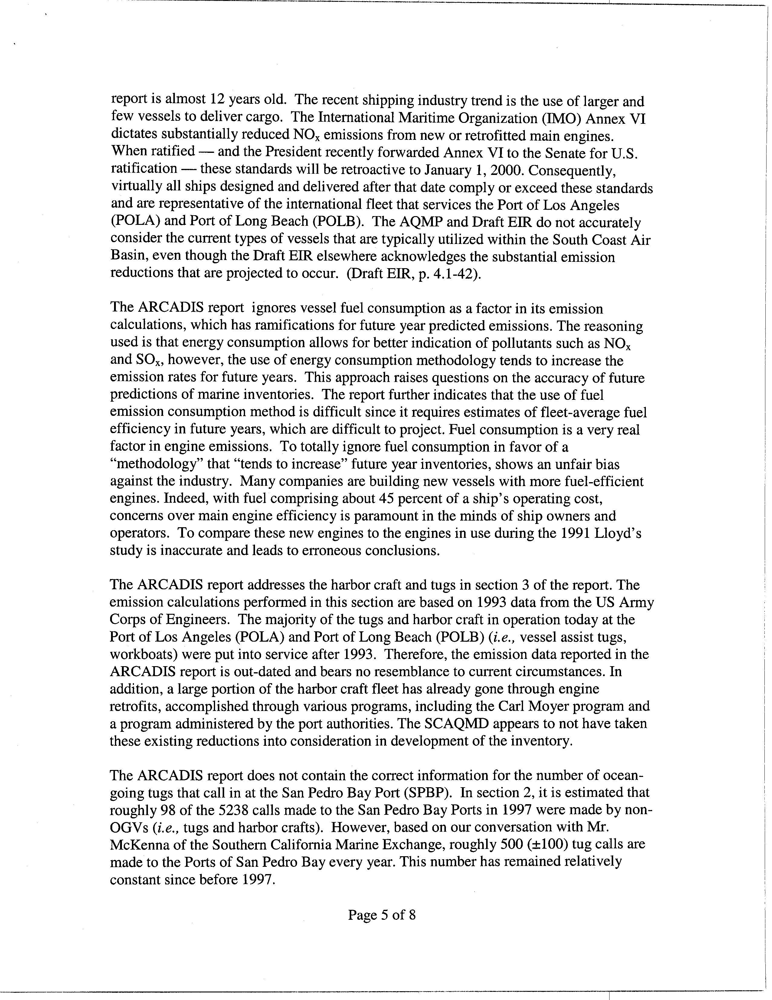 report is almost 12 years old.  The recent shipping industry trend is the use of larger and
few vessels to deliver cargo.  The International Maritime Organization (IMO) Annex VI
dictates substantially reduced NOₓ emissions from new or retrofitted main engines.
When ratified — and the President recently forwarded Annex VI to the Senate for U.S.
ratification — these standards will be retroactive to January 1, 2000. Consequently,
virtually all ships designed and delivered after that date comply or exceed these standards
and are representative of the international fleet that services the Port of Los Angeles
(POLA) and Port of Long Beach (POLB).  The AQMP and Draft EIR do not accurately
consider the current types of vessels that are typically utilized within the South Coast Air
Basin, even though the Draft EIR elsewhere acknowledges the substantial emission
reductions that are projected to occur.  (Draft EIR, p. 4.1-42).

The ARCADIS report  ignores vessel fuel consumption as a factor in its emission
calculations, which has ramifications for future year predicted emissions. The reasoning
used is that energy consumption allows for better indication of pollutants such as NOₓ
and SOₓ, however, the use of energy consumption methodology tends to increase the
emission rates for future years.  This approach raises questions on the accuracy of future
predictions of marine inventories.  The report further indicates that the use of fuel
emission consumption method is difficult since it requires estimates of fleet-average fuel
efficiency in future years, which are difficult to project. Fuel consumption is a very real
factor in engine emissions.  To totally ignore fuel consumption in favor of a
“methodology” that “tends to increase” future year inventories, shows an unfair bias
against the industry.  Many companies are building new vessels with more fuel-efficient
engines. Indeed, with fuel comprising about 45 percent of a ship’s operating cost,
concerns over main engine efficiency is paramount in the minds of ship owners and
operators.  To compare these new engines to the engines in use during the 1991 Lloyd’s
study is inaccurate and leads to erroneous conclusions.

The ARCADIS report addresses the harbor craft and tugs in section 3 of the report. The
emission calculations performed in this section are based on 1993 data from the US Army
Corps of Engineers.  The majority of the tugs and harbor craft in operation today at the
Port of Los Angeles (POLA) and Port of Long Beach (POLB) (i.e., vessel assist tugs,
workboats) were put into service after 1993.  Therefore, the emission data reported in the
ARCADIS report is out-dated and bears no resemblance to current circumstances. In
addition, a large portion of the harbor craft fleet has already gone through engine
retrofits, accomplished through various programs, including the Carl Moyer program and
a program administered by the port authorities. The SCAQMD appears to not have taken
these existing reductions into consideration in development of the inventory.

The ARCADIS report does not contain the correct information for the number of ocean-
going tugs that call in at the San Pedro Bay Port (SPBP).  In section 2, it is estimated that
roughly 98 of the 5238 calls made to the San Pedro Bay Ports in 1997 were made by non-
OGVs (i.e., tugs and harbor crafts).  However, based on our conversation with Mr.
McKenna of the Southern California Marine Exchange, roughly 500 (±100) tug calls are
made to the Ports of San Pedro Bay every year. This number has remained relatively
constant since before 1997.

Page 5 of 8